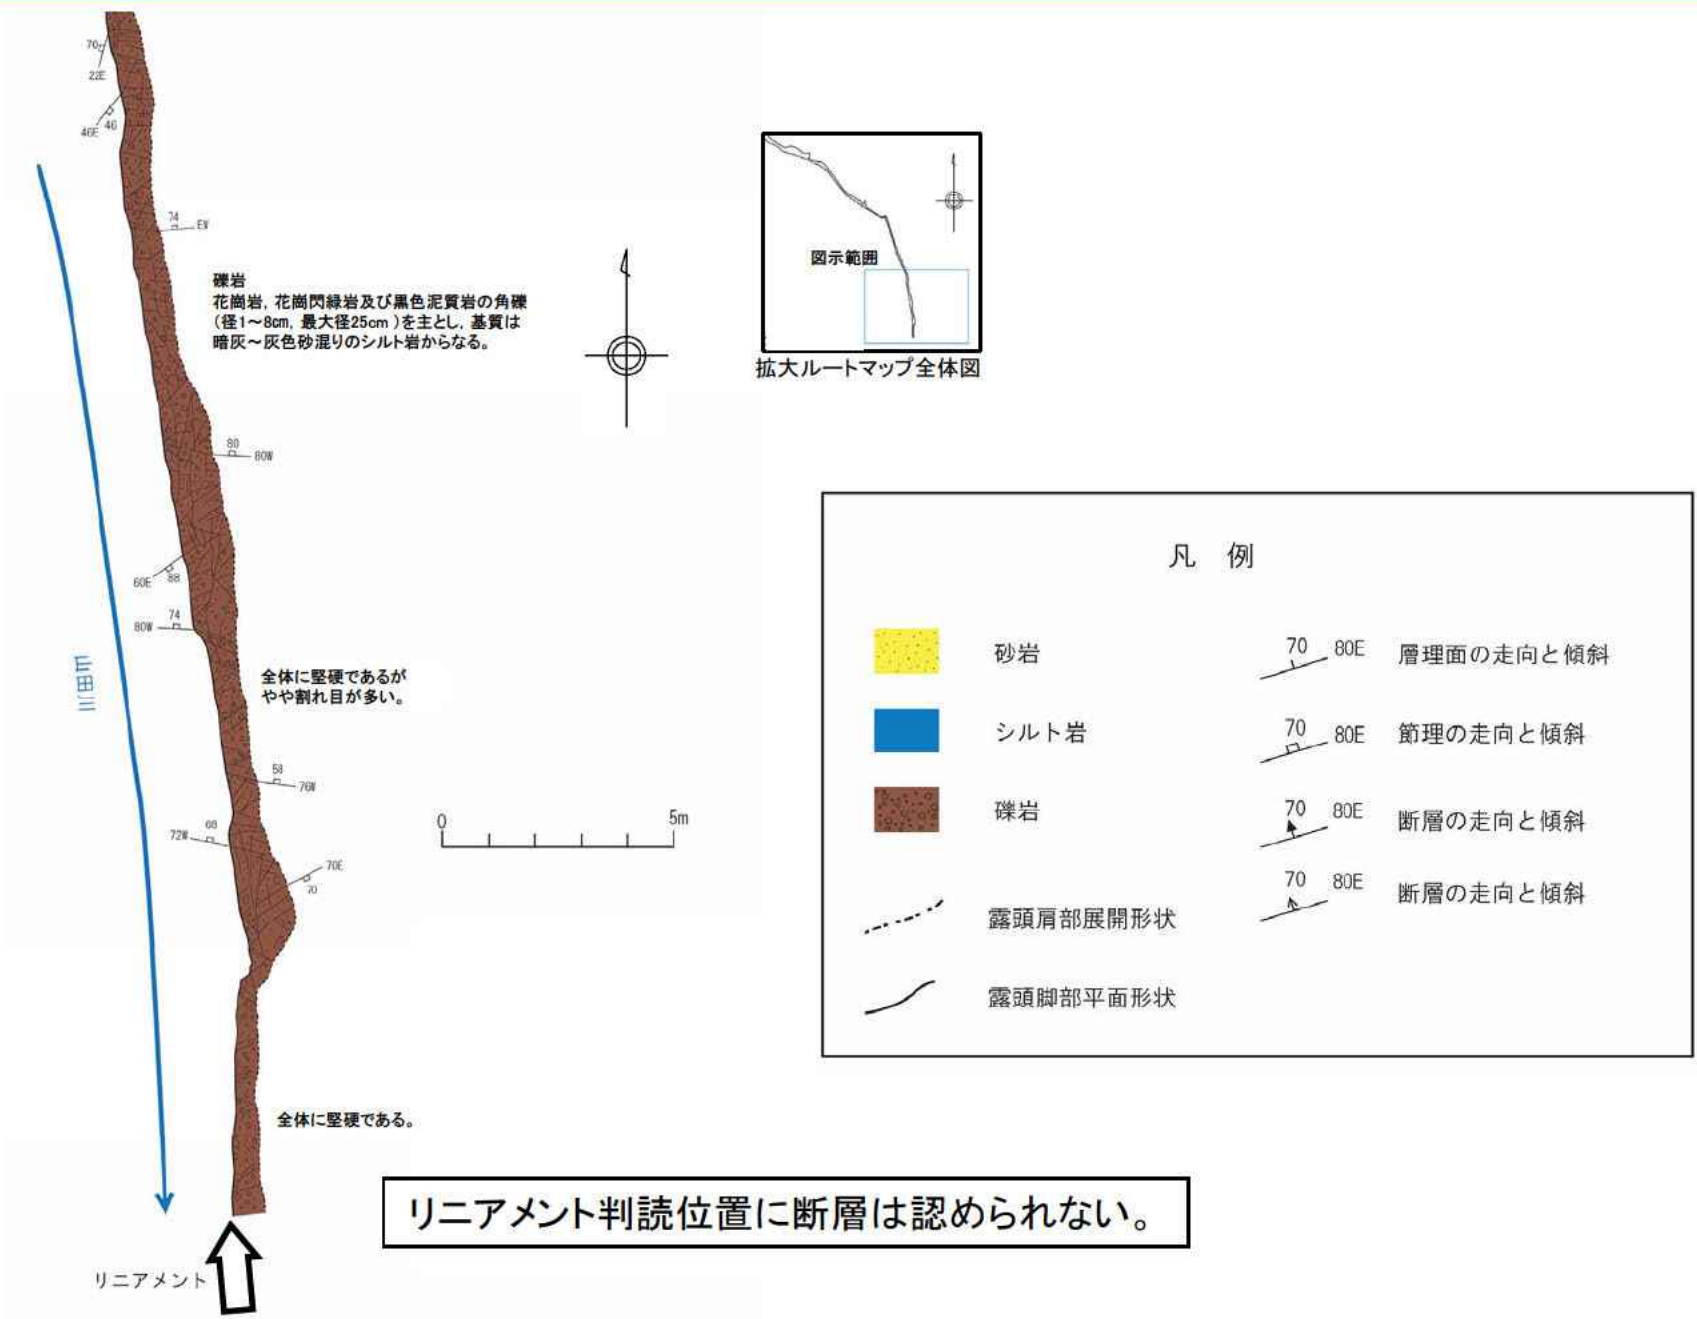 70
22E
46
46E
74
EW
礫岩
花崗岩, 花崗閃緑岩及び黒色泥質岩の角礫
(径1~8cm, 最大径25cm )を主とし, 基質は
暗灰~灰色砂混りのシルト岩からなる。
図示範囲
拡大ルートマップ全体図
80
80W
60E
88
74
80W
山田川
全体に堅硬であるが
やや割れ目が多い。
58
76W
72W
68
70E
70
0
5m
全体に堅硬である。
凡 例
砂岩
シルト岩
礫岩
露頭肩部展開形状
露頭脚部平面形状
70 80E 層理面の走向と傾斜
70 80E 節理の走向と傾斜
70 80E 断層の走向と傾斜
70 80E 断層の走向と傾斜
リニアメント判読位置に断層は認められない。
リニアメント